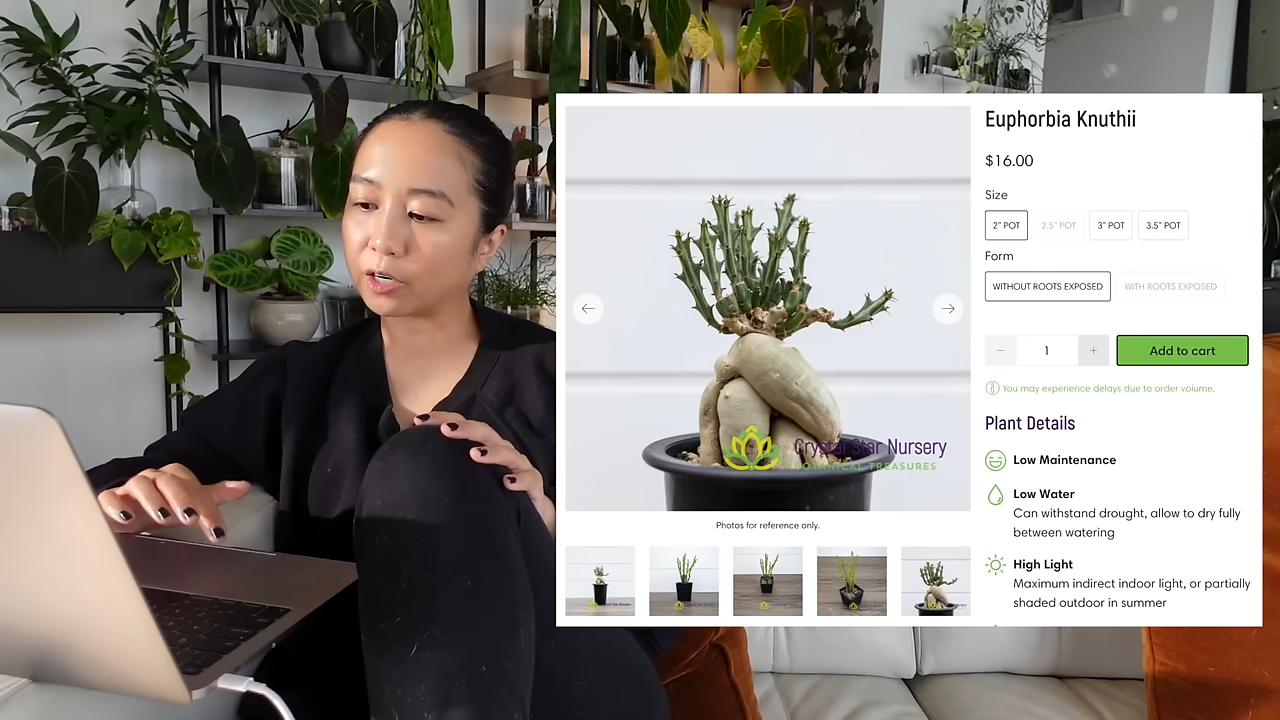 Euphorbia Knuthii
$16.00
Size
2" POT
2.5" POT
3" POT
3.5" POT
Form
WITHOUT ROOTS EXPOSED
WITH ROOTS EXPOSED
1
Add to cart
You may experience delays due to order volume.
Plant Details
Low Maintenance
Low Water
Can withstand drought, allow to dry fully
between watering
High Light
Maximum indirect indoor light, or partially
shaded outdoor in summer
Crystal Star Nursery
BOTANICAL TREASURES
Photos for reference only.